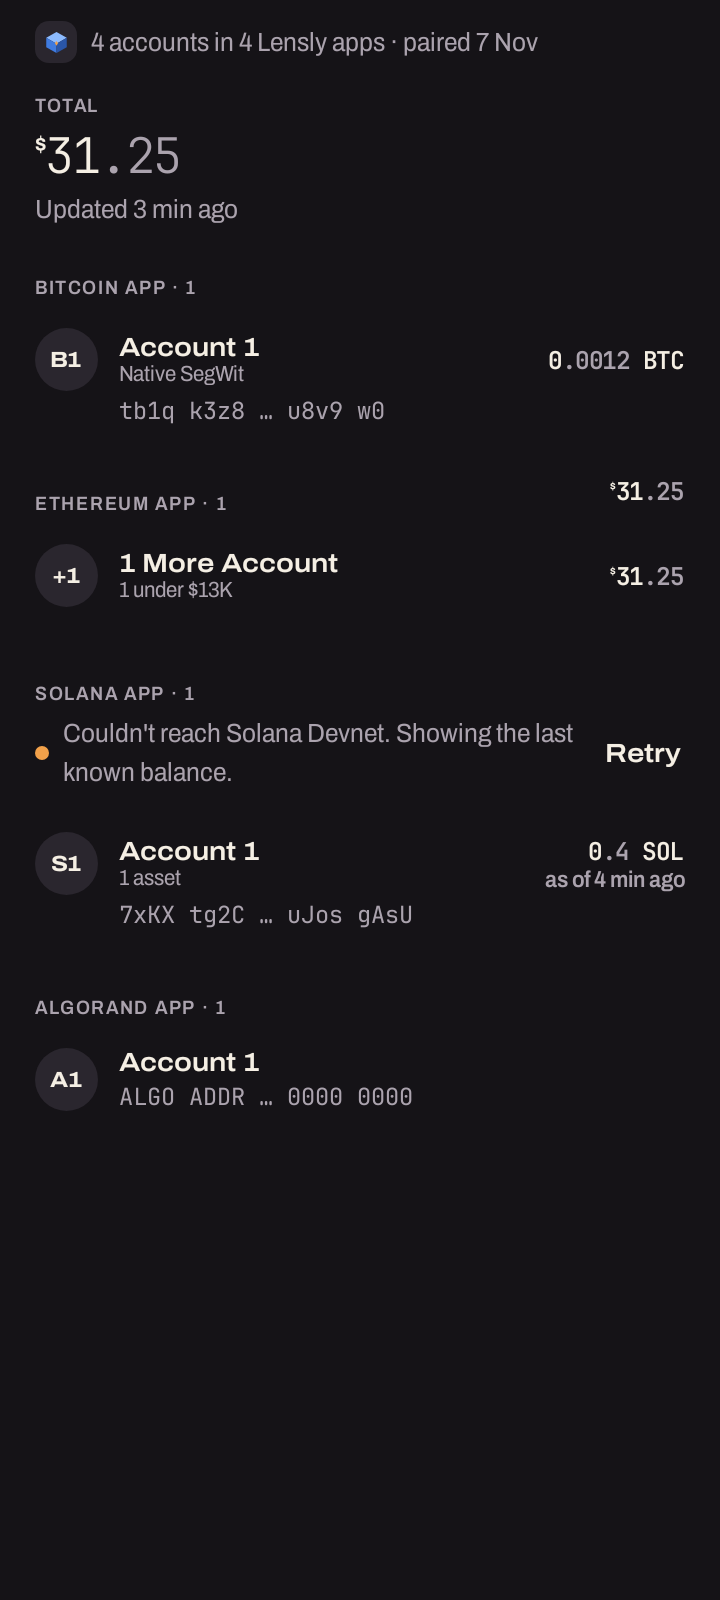 4 accounts in 4 Lensly apps · paired 7 Nov
TOTAL
$31.25
Updated 3 min ago
BITCOIN APP · 1
B1
Account 1
Native SegWit
0.0012 BTC
tb1q k3z8 … u8v9 w0
ETHEREUM APP · 1
$31.25
+1
1 More Account
1 under $13K
$31.25
SOLANA APP · 1
Couldn't reach Solana Devnet. Showing the last
known balance.
Retry
S1
Account 1
1 asset
0.4 SOL
as of 4 min ago
7xKX tg2C … uJos gAsU
ALGORAND APP · 1
A1
Account 1
ALGO ADDR … 0000 0000